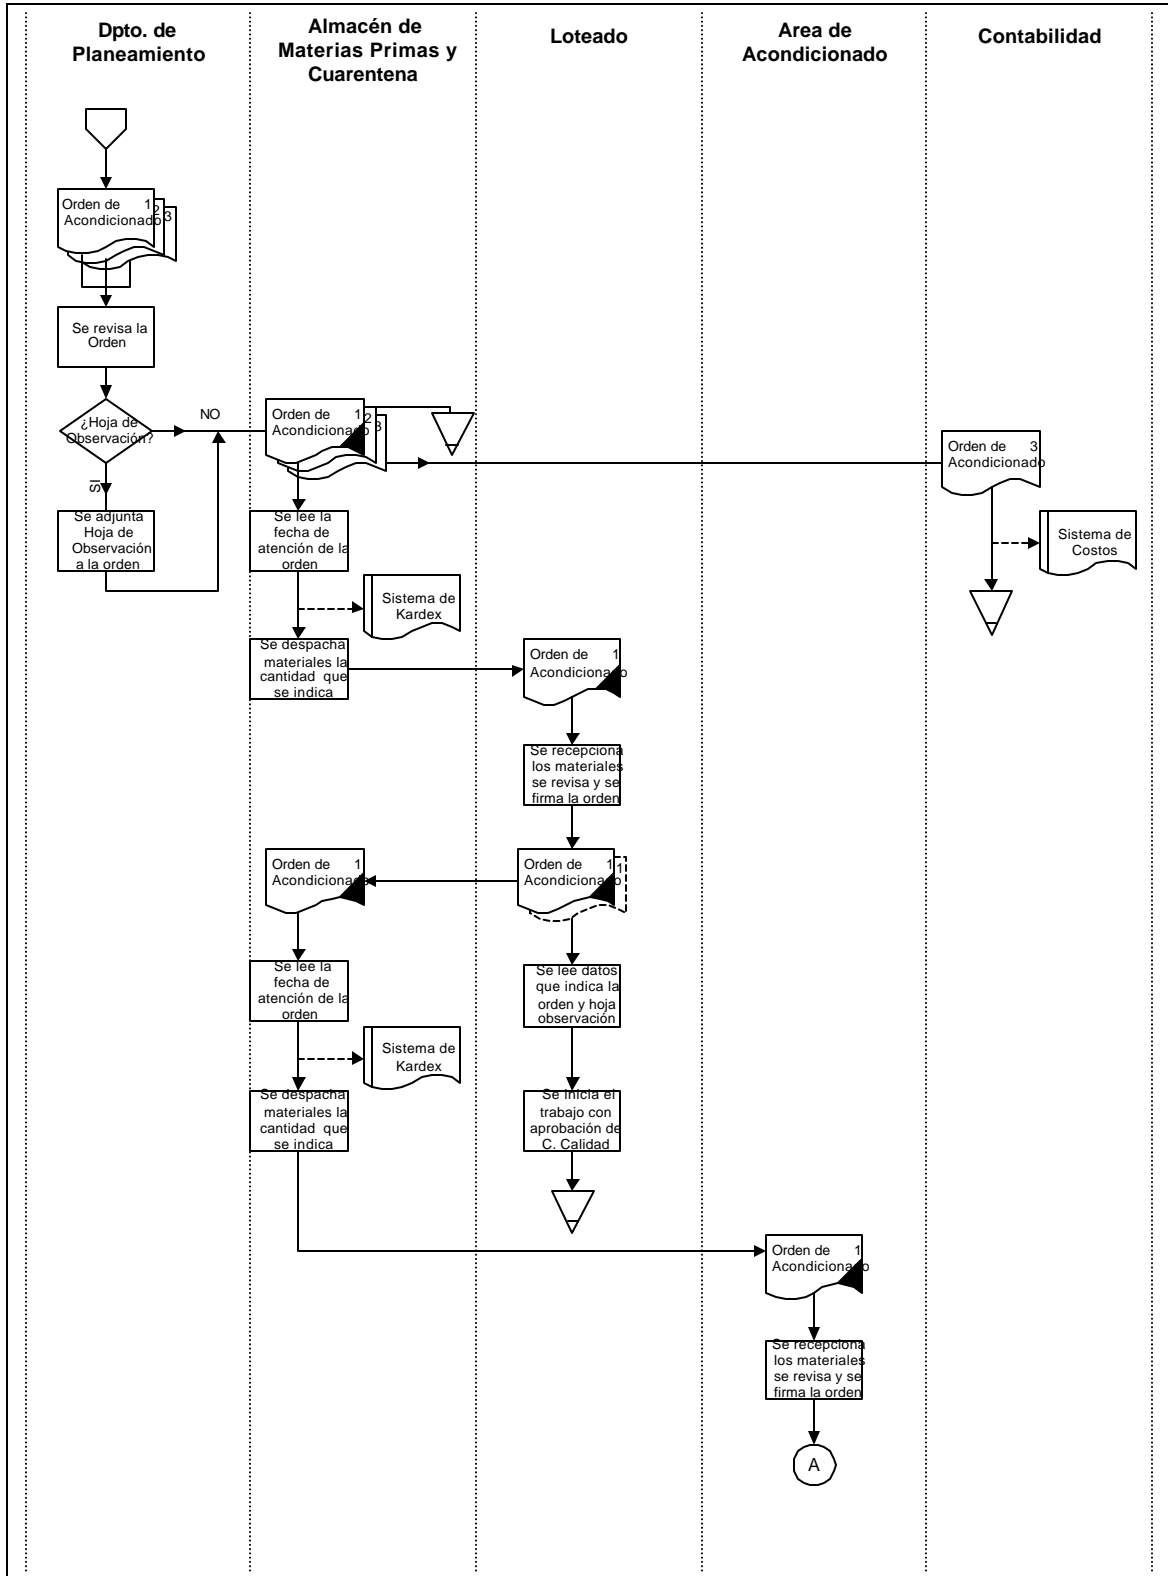 Dpto. de
Planeamiento
Almacén de
Materias Primas y
Cuarentena
Loteado
Area de
Acondicionado
Contabilidad
Orden de 1
Acondicionado
2
3
Se revisa la
Orden
¿Hoja de
Observación?
NO
SI
Se adjunta
Hoja de
Observación
a la orden
Orden de 1
Acondicionado
2
3
Orden de 3
Acondicionado
Se lee la
fecha de
atención de la
orden
Sistema de
Costos
Sistema de
Kardex
Se despacha
materiales la
cantidad que
se indica
Orden de 1
Acondicionado
Se recepciona
los materiales
se revisa y se
firma la orden
Orden de 1
Acondicionado
Orden de 1
Acondicionado
1
Se lee la
fecha de
atención de la
orden
Se lee datos
que indica la
orden y hoja
observación
Sistema de
Kardex
Se despacha
materiales la
cantidad que
se indica
Se inicia el
trabajo con
aprobación de
C. Calidad
Orden de 1
Acondicionado
Se recepciona
los materiales
se revisa y se
firma la orden
A